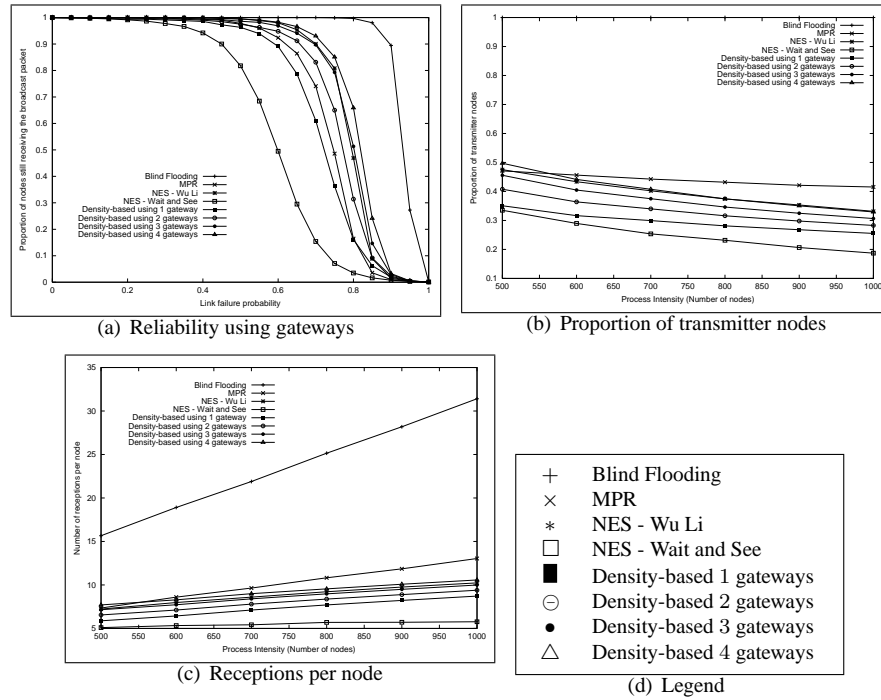 Proportion of nodes still receiving the broadcast packet
1
0.9
0.8
0.7
0.6
0.5
0.4
0.3
0.2
0.1
0
Blind Flooding
MPR
NES - Wu Li
NES - Wait and See
Density-based using 1 gateway
Density-based using 2 gateways
Density-based using 3 gateways
Density-based using 4 gateways
0 0.2 0.4 0.6 0.8 1
Link failure probability
(a) Reliability using gateways
Proportion of transmitter nodes
1
0.9
0.8
0.7
0.6
0.5
0.4
0.3
0.2
0.1
Blind Flooding
MPR
NES - Wu Li
NES - Wait and See
Density-based using 1 gateway
Density-based using 2 gateways
Density-based using 3 gateways
Density-based using 4 gateways
500 550 600 650 700 750 800 850 900 950 1000
Process Intensity (Number of nodes)
(b) Proportion of transmitter nodes
Number of receptions per node
35
30
25
20
15
10
5
Blind Flooding
MPR
NES - Wu Li
NES - Wait and See
Density-based using 1 gateway
Density-based using 2 gateways
Density-based using 3 gateways
Density-based using 4 gateways
500 550 600 650 700 750 800 850 900 950 1000
Process Intensity (Number of nodes)
(c) Receptions per node
Blind Flooding
MPR
NES - Wu Li
NES - Wait and See
Density-based 1 gateways
Density-based 2 gateways
Density-based 3 gateways
Density-based 4 gateways
(d) Legend